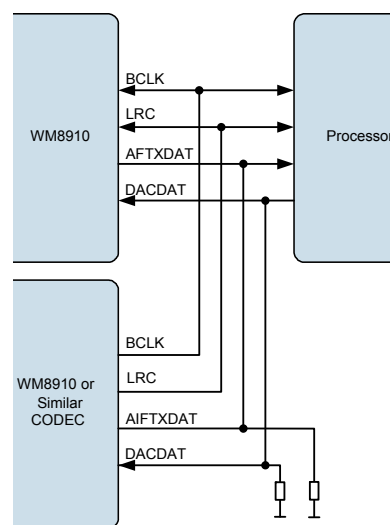 BCLK
LRC
WM8910
Processor
AFTXDAT
DACDAT
BCLK
LRC
WM8910 or
Similar
CODEC
AIFTXDAT
DACDAT